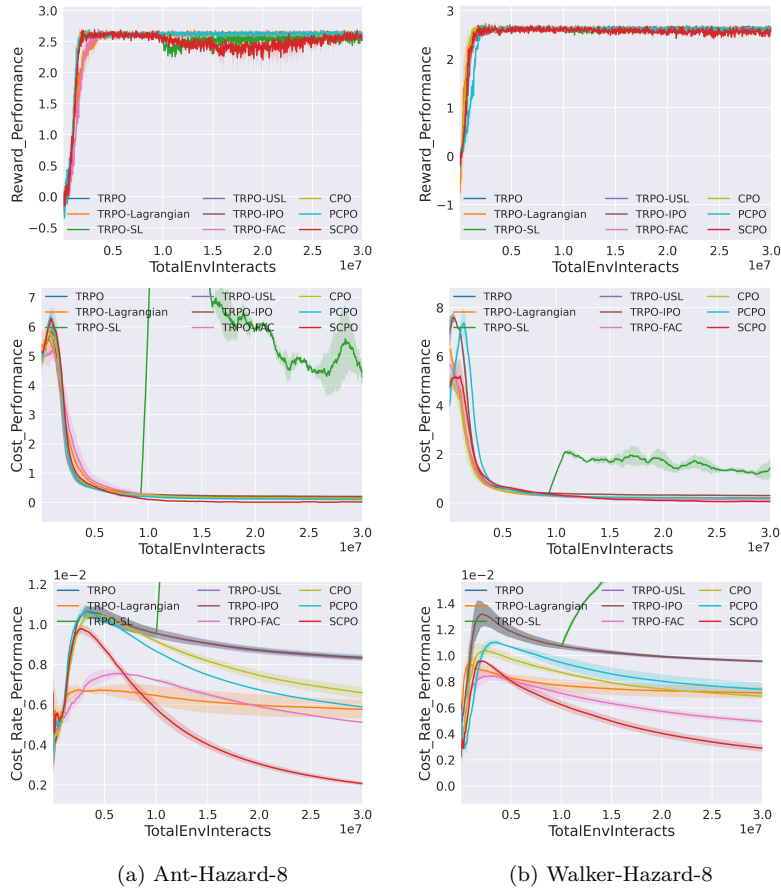 3.0
2.5
2.0
1.5
1.0
0.5
0.0
−0.5
Reward_Performance
TRPO TRPO-USL CPO
TRPO-Lagrangian TRPO-IPO PCPO
TRPO-SL TRPO-FAC SCPO
0.5 1.0 1.5 2.0 2.5 3.0
TotalEnvInteracts 1e7
3
2
1
0
−1
Reward_Performance
TRPO TRPO-USL CPO
TRPO-Lagrangian TRPO-IPO PCPO
TRPO-SL TRPO-FAC SCPO
0.5 1.0 1.5 2.0 2.5 3.0
TotalEnvInteracts 1e7
7
6
5
4
3
2
1
0
Cost_Performance
TRPO TRPO-USL CPO
TRPO-Lagrangian TRPO-IPO PCPO
TRPO-SL TRPO-FAC SCPO
0.5 1.0 1.5 2.0 2.5 3.0
TotalEnvInteracts 1e7
8
6
4
2
0
Cost_Performance
TRPO TRPO-USL CPO
TRPO-Lagrangian TRPO-IPO PCPO
TRPO-SL TRPO-FAC SCPO
0.5 1.0 1.5 2.0 2.5 3.0
TotalEnvInteracts 1e7
1e−2
1.2
1.0
0.8
0.6
0.4
0.2
Cost_Rate_Performance
TRPO TRPO-USL CPO
TRPO-Lagrangian TRPO-IPO PCPO
TRPO-SL TRPO-FAC SCPO
0.5 1.0 1.5 2.0 2.5 3.0
TotalEnvInteracts 1e7
1e−2
1.4
1.2
1.0
0.8
0.6
0.4
0.2
0.0
Cost_Rate_Performance
TRPO TRPO-USL CPO
TRPO-Lagrangian TRPO-IPO PCPO
TRPO-SL TRPO-FAC SCPO
0.5 1.0 1.5 2.0 2.5 3.0
TotalEnvInteracts 1e7
(a) Ant-Hazard-8
(b) Walker-Hazard-8